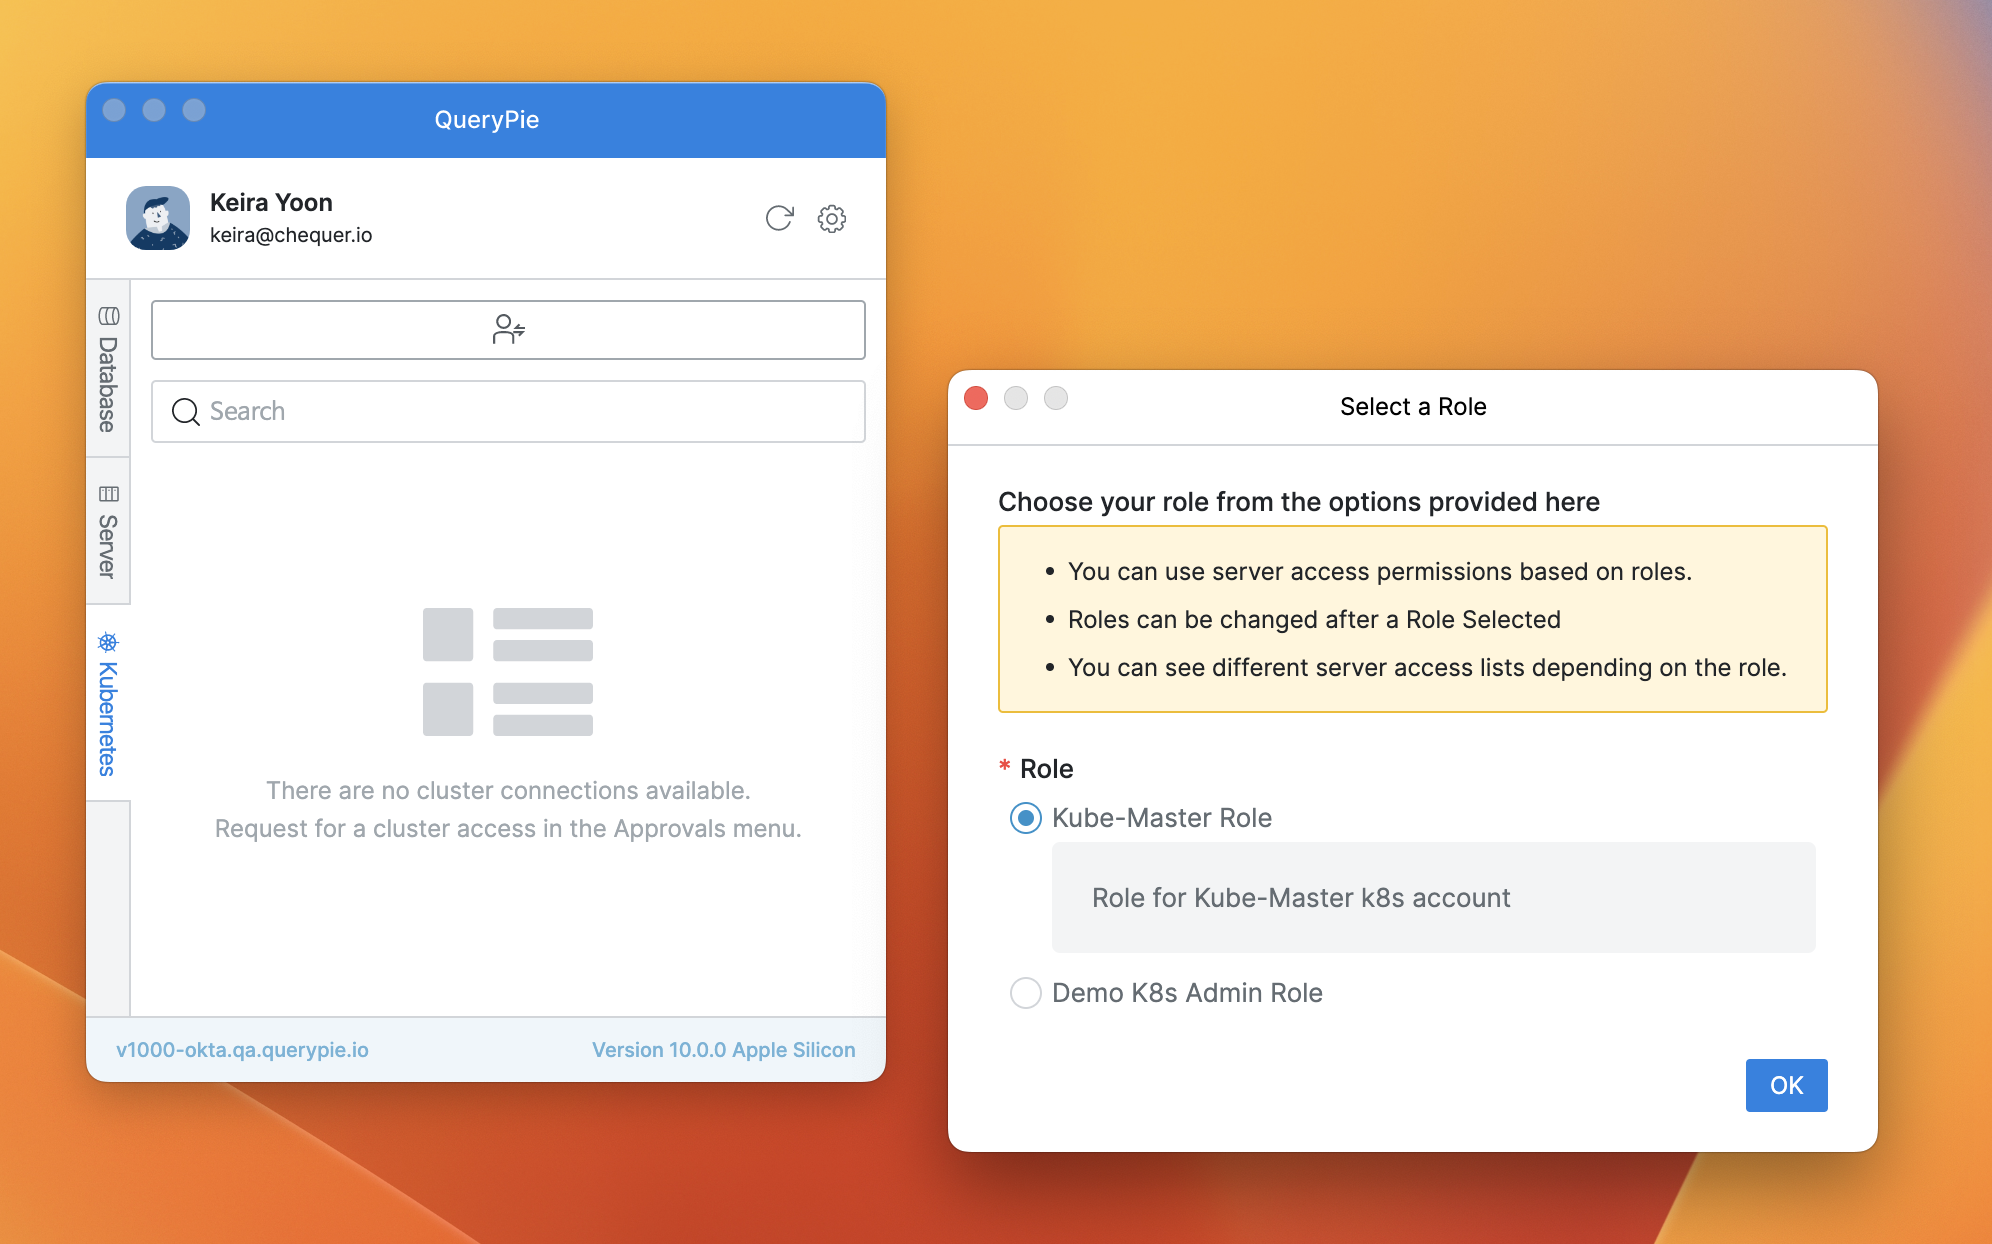 QueryPie
Keira Yoon
keira@chequer.io
Database
Server
Kubernetes
Search
There are no cluster connections available.
Request for a cluster access in the Approvals menu.
v1000-okta.qa.querypie.io
Version 10.0.0 Apple Silicon
Select a Role
Choose your role from the options provided here
• You can use server access permissions based on roles.
• Roles can be changed after a Role Selected
• You can see different server access lists depending on the role.
* Role
Kube-Master Role
Role for Kube-Master k8s account
Demo K8s Admin Role
OK